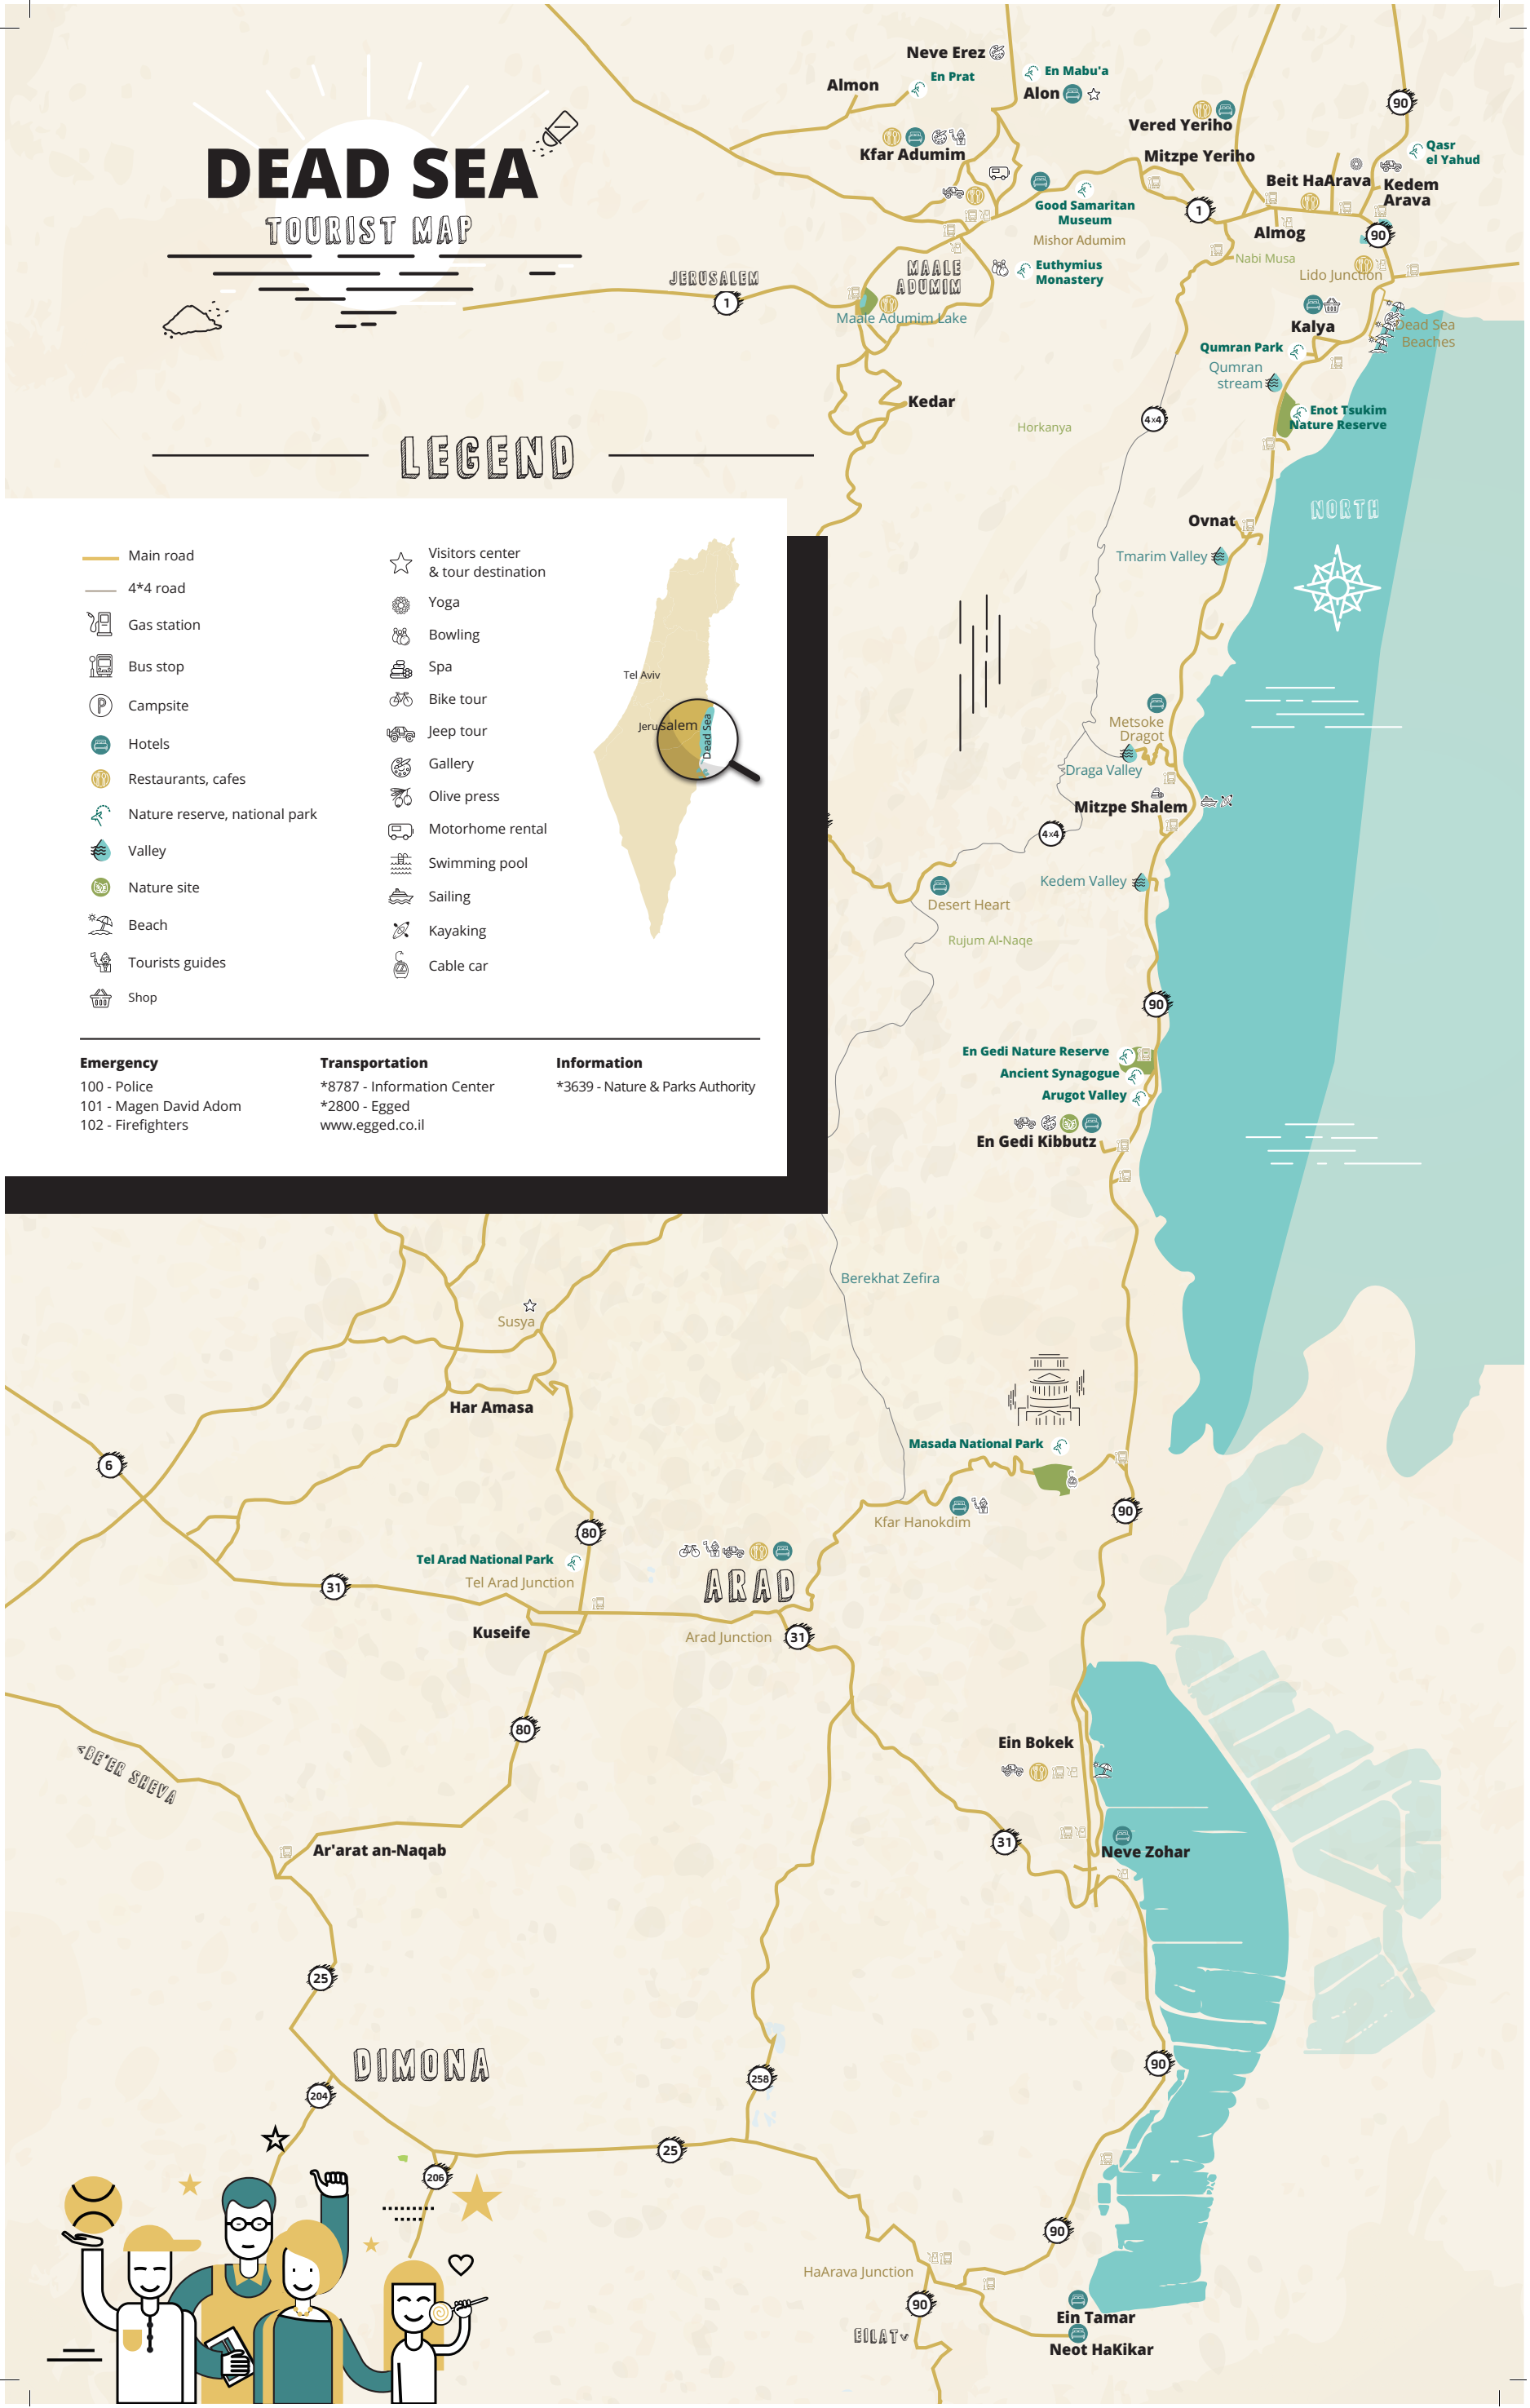 DEAD SEA
TOURIST MAP
Neve Erez
En Mabu'a
Almon
En Prat
Alon
90
Vered Yeriho
Kfar Adumim
Mitzpe Yeriho
Qasr
el Yahud
Beit HaArava
Kedem
Arava
Good Samaritan
Museum
1
Almog
90
Mishor Adumim
Nabi Musa
Lido Junction
JERUSALEM
1
MAALE
ADUMIM
Euthymius
Monastery
Maale Adumim Lake
Kalya
Dead Sea
Beaches
Qumran Park
Qumran
stream
Kedar
Horkanya
4×4
Enot Tsukim
Nature Reserve
LEGEND
NORTH
Ovnat
Tmarim Valley
Main road
4*4 road
Gas station
Bus stop
Campsite
Hotels
Restaurants, cafes
Nature reserve, national park
Valley
Nature site
Beach
Tourists guides
Shop
Visitors center
& tour destination
Yoga
Bowling
Spa
Bike tour
Jeep tour
Gallery
Olive press
Motorhome rental
Swimming pool
Sailing
Kayaking
Cable car
Tel Aviv
Jerusalem
Dead Sea
Emergency
100 - Police
101 - Magen David Adom
102 - Firefighters
Transportation
*8787 - Information Center
*2800 - Egged
www.egged.co.il
Information
*3639 - Nature & Parks Authority
Metsoke
Dragot
Draga Valley
Mitzpe Shalem
4×4
Kedem Valley
Desert Heart
Rujum Al-Naqe
90
En Gedi Nature Reserve
Ancient Synagogue
Arugot Valley
En Gedi Kibbutz
Berekhat Zefira
Susya
Har Amasa
Masada National Park
6
90
Kfar Hanokdim
80
Tel Arad National Park
Tel Arad Junction
31
ARAD
Kuseife
Arad Junction
31
80
Ein Bokek
<BE'ER SHEVA
31
Neve Zohar
Ar'arat an-Naqab
25
DIMONA
90
204
258
25
206
90
HaArava Junction
90
EILAT
Ein Tamar
Neot HaKikar